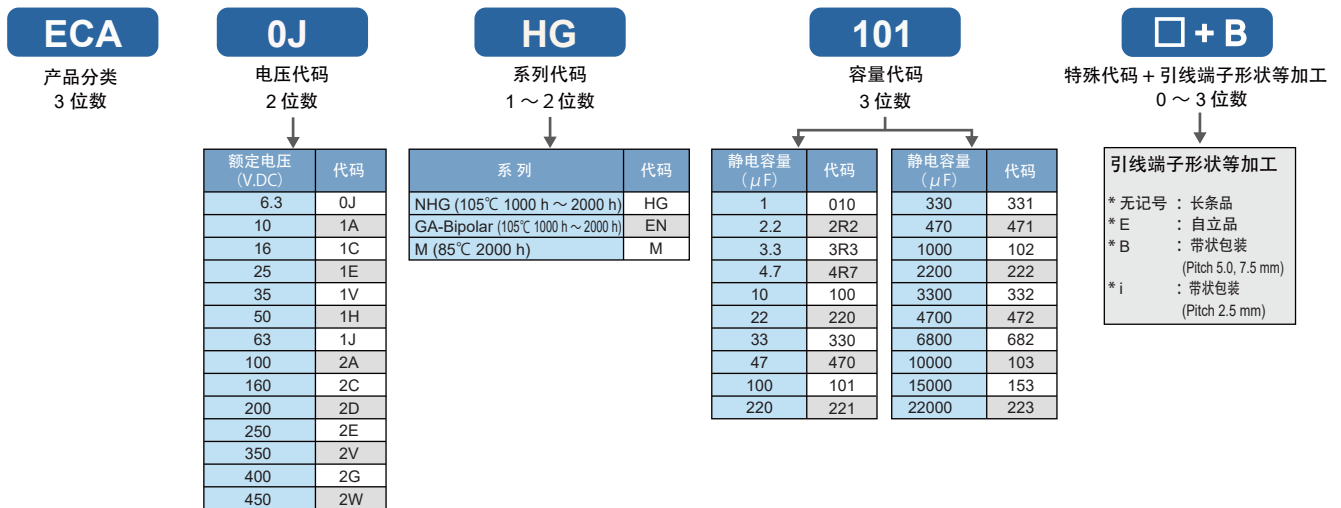 ECA
产品分类
3 位数
0J
电压代码
2 位数
额定电压
(V.DC) 代码
6.3 0J
10 1A
16 1C
25 1E
35 1V
50 1H
63 1J
100 2A
160 2C
200 2D
250 2E
350 2V
400 2G
450 2W
HG
系列代码
1～2 位数
系 列 代码
NHG (105℃ 1000 h ～ 2000 h) HG
GA-Bipolar (105℃ 1000 h ～ 2000 h) EN
M (85℃ 2000 h) M
101
容量代码
3 位数
静电容量
(μF) 代码
1 010
2.2 2R2
3.3 3R3
4.7 4R7
10 100
22 220
33 330
47 470
100 101
220 221
静电容量
(μF) 代码
330 331
470 471
1000 102
2200 222
3300 332
4700 472
6800 682
10000 103
15000 153
22000 223
□ + B
特殊代码 + 引线端子形状等加工
0 ～ 3 位数
引线端子形状等加工
* 无记号 ：长条品
* E ：自立品
* B ：带状包装
(Pitch 5.0, 7.5 mm)
* i ：带状包装
(Pitch 2.5 mm)